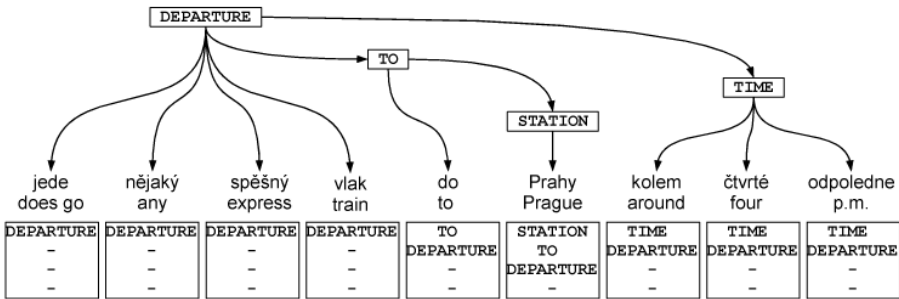 DEPARTURE
TO
TIME
STATION
jede nějaký spěšný vlak do Prahy kolem čtvrté odpoledne
does go any express train to Prague around four p.m.
DEPARTURE DEPARTURE DEPARTURE DEPARTURE TO STATION TIME TIME TIME
– – – – DEPARTURE TO DEPARTURE DEPARTURE DEPARTURE
– – – – – DEPARTURE – – –
– – – – – – – – –